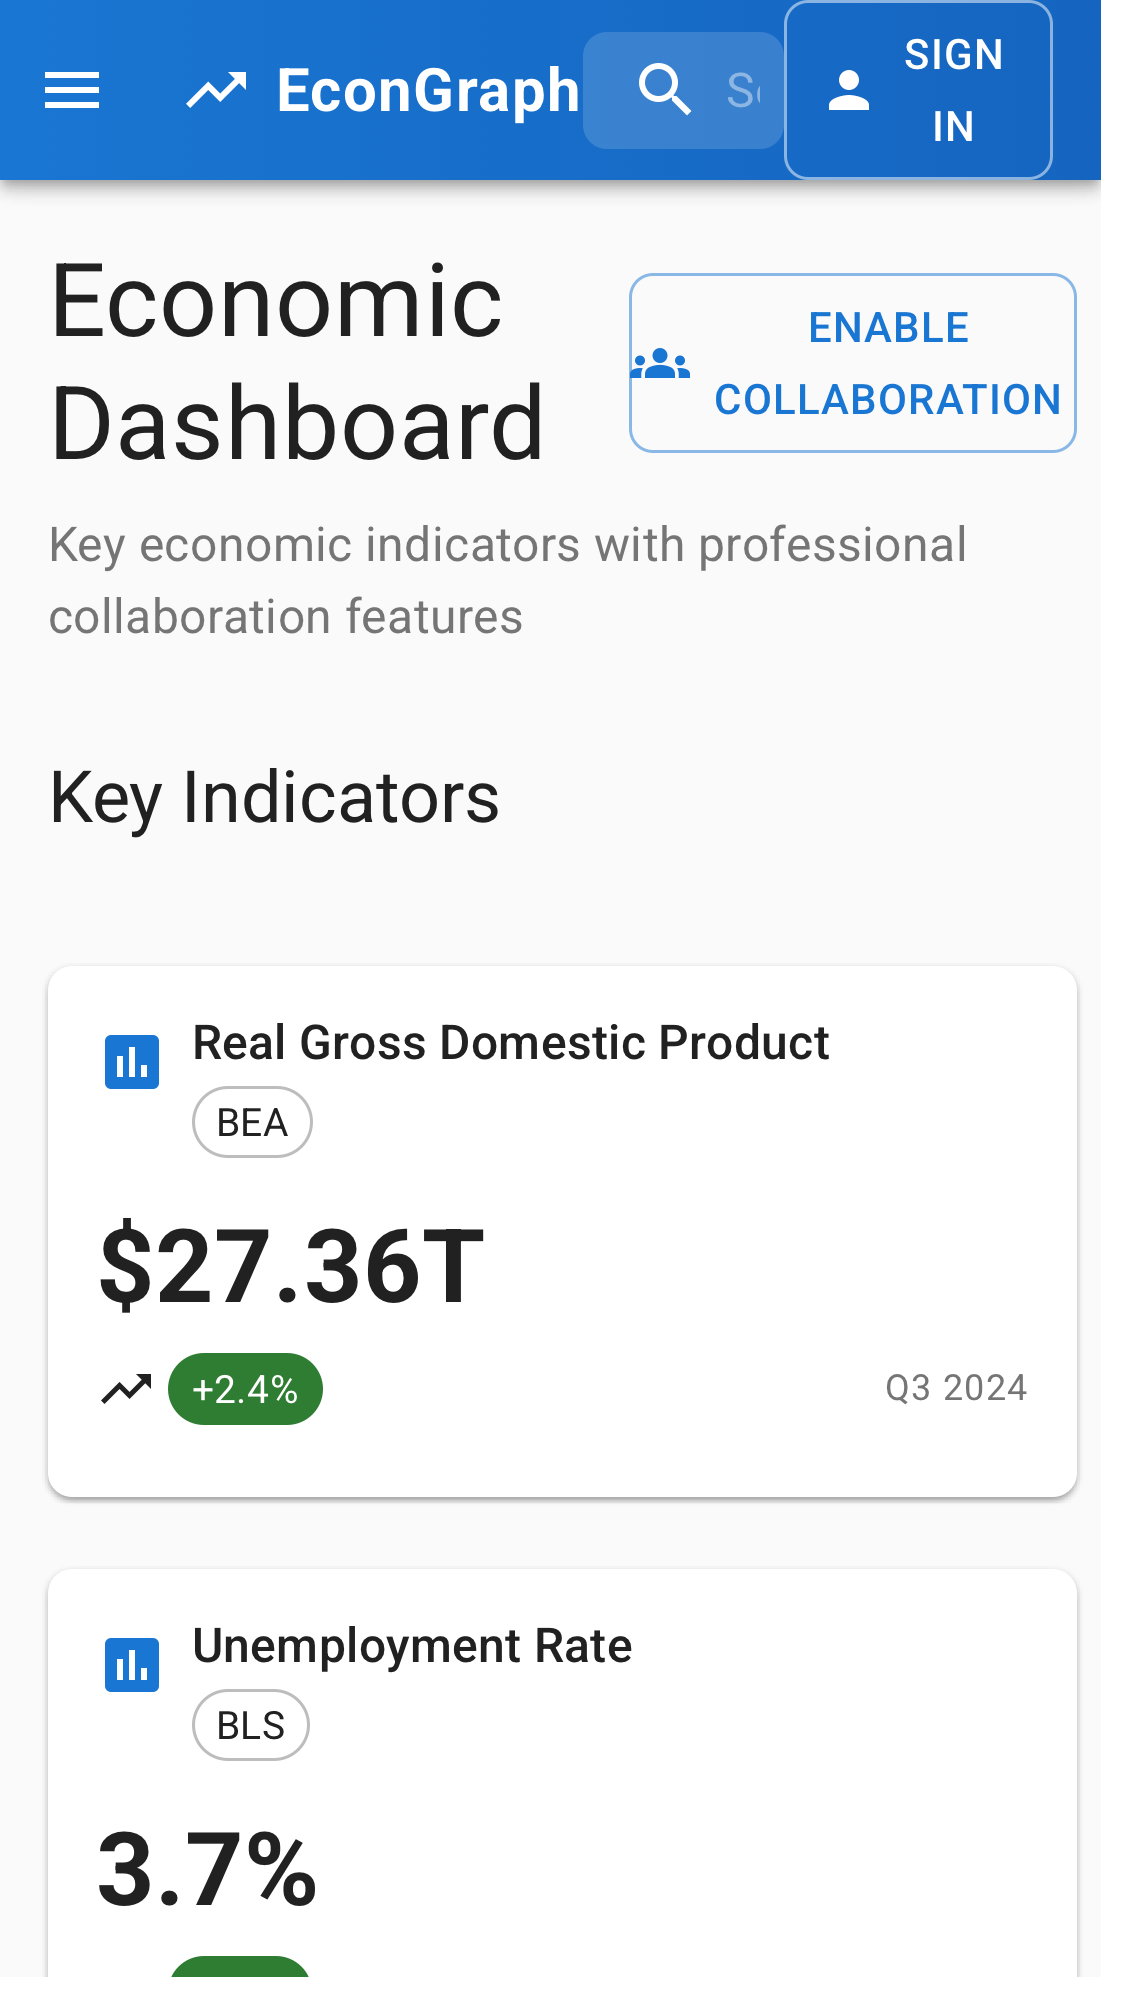 EconGraph
SIGN
IN
Economic
Dashboard
ENABLE
COLLABORATION
Key economic indicators with professional
collaboration features
Key Indicators
Real Gross Domestic Product
BEA
$27.36T
+2.4%
Q3 2024
Unemployment Rate
BLS
3.7%